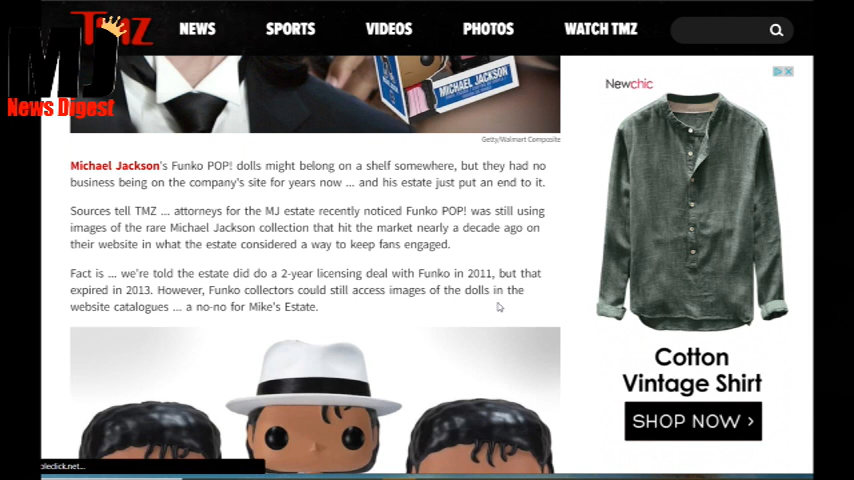 TMZ
NEWS
SPORTS
VIDEOS
PHOTOS
WATCH TMZ
MJ
News Digest
MICHAEL JACKSON
Getty/Walmart Composite
Michael Jackson's Funko POP! dolls might belong on a shelf somewhere, but they had no
business being on the company's site for years now ... and his estate just put an end to it.
Sources tell TMZ ... attorneys for the MJ estate recently noticed Funko POP! was still using
images of the rare Michael Jackson collection that hit the market nearly a decade ago on
their website in what the estate considered a way to keep fans engaged.
Fact is ... we're told the estate did do a 2-year licensing deal with Funko in 2011, but that
expired in 2013. However, Funko collectors could still access images of the dolls in the
website catalogues ... a no-no for Mike's Estate.
Newchic
Cotton
Vintage Shirt
SHOP NOW >
bleclick.net...